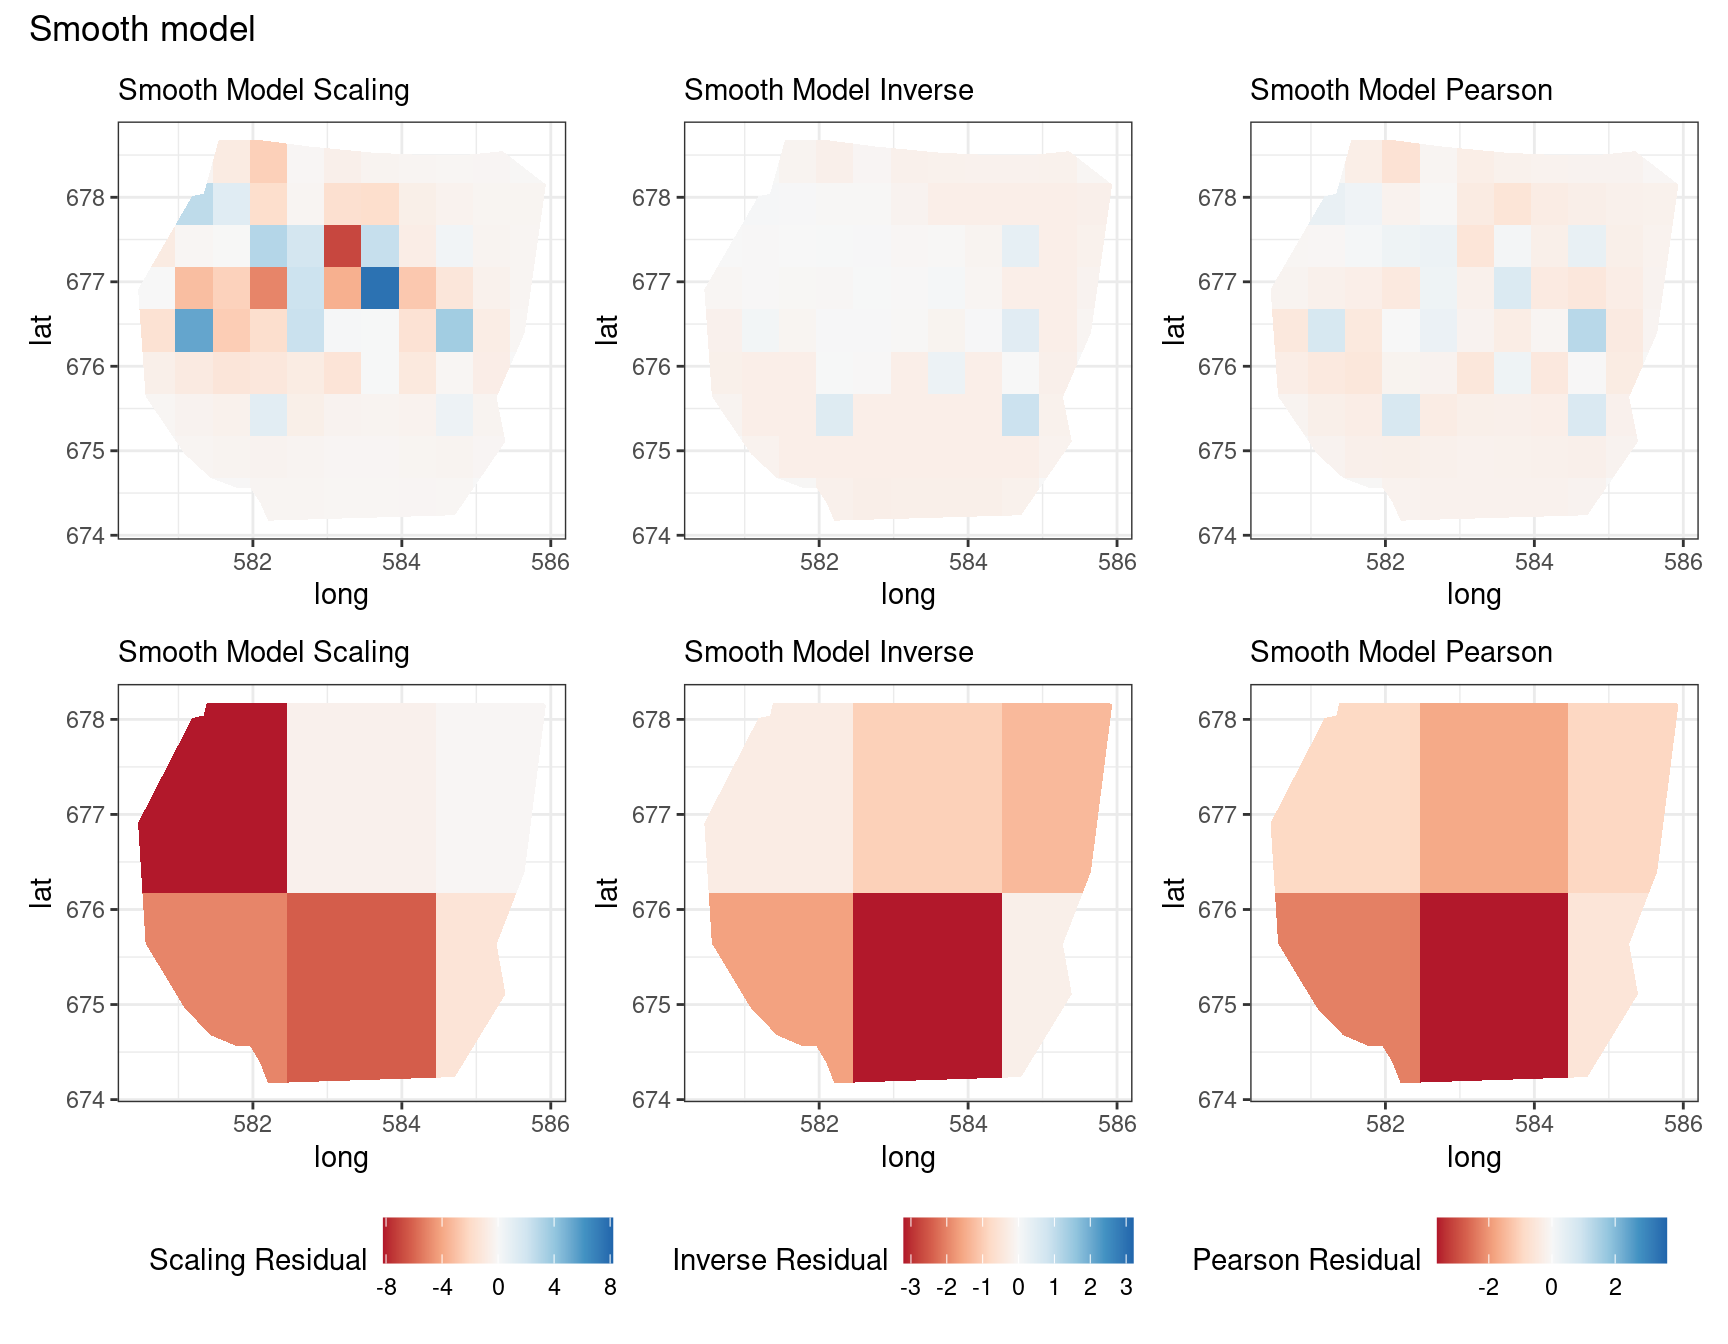 Smooth model
Smooth Model Scaling
Smooth Model Inverse
Smooth Model Pearson
678
677
676
675
674
lat
582
584
586
long
678
677
676
675
674
lat
582
584
586
long
678
677
676
675
674
lat
582
584
586
long
Smooth Model Scaling
Smooth Model Inverse
Smooth Model Pearson
678
677
676
675
674
lat
582
584
586
long
678
677
676
675
674
lat
582
584
586
long
678
677
676
675
674
lat
582
584
586
long
Scaling Residual
-8 -4 0 4 8
Inverse Residual
-3 -2 -1 0 1 2 3
Pearson Residual
-2 0 2